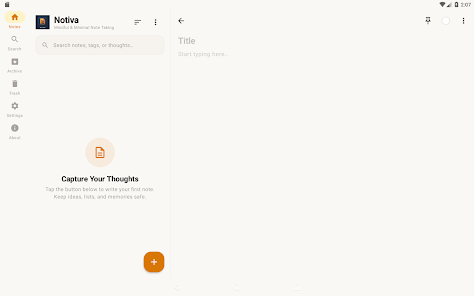 2:07
Notes
Search
Archive
Trash
Settings
About
Notiva
Mindful & Minimal Note Taking
Search notes, tags, or thoughts...
Capture Your Thoughts
Tap the button below to write your first note.
Keep ideas, lists, and memories safe.
Title
Start typing here...